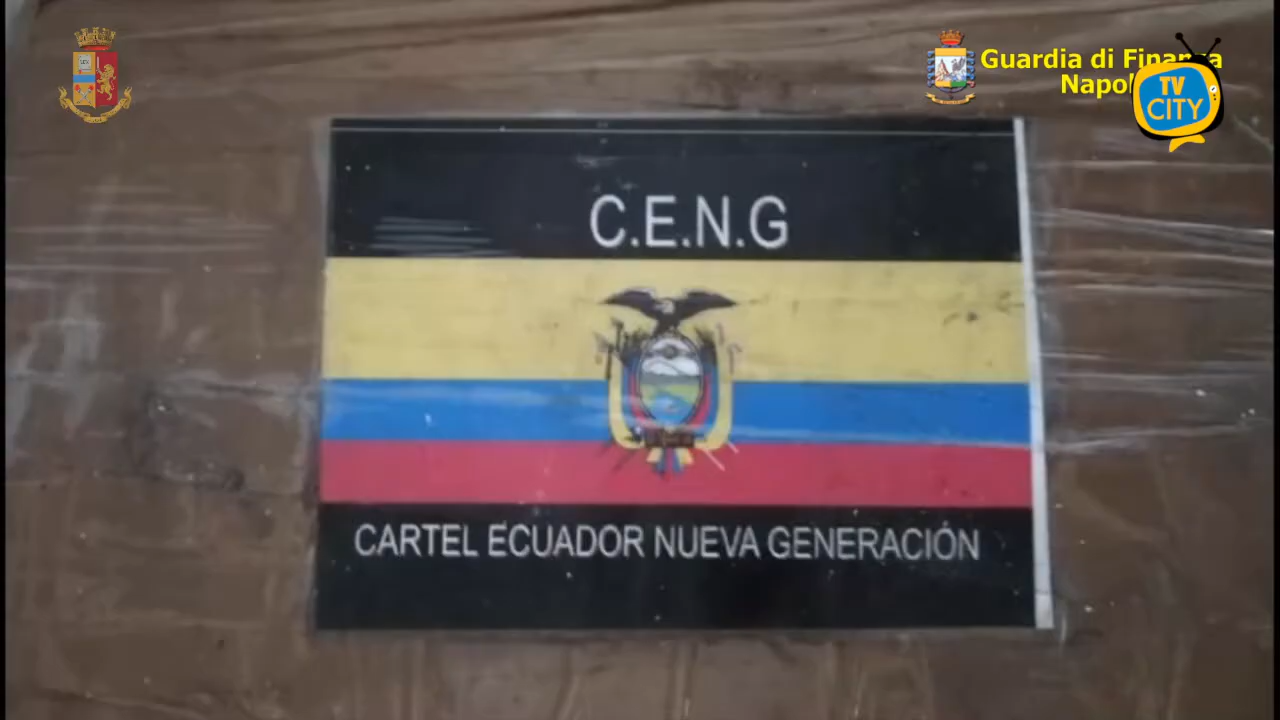 Guardia di Finanza
Napoli
TV
CITY
C.E.N.G
CARTEL ECUADOR NUEVA GENERACIÓN